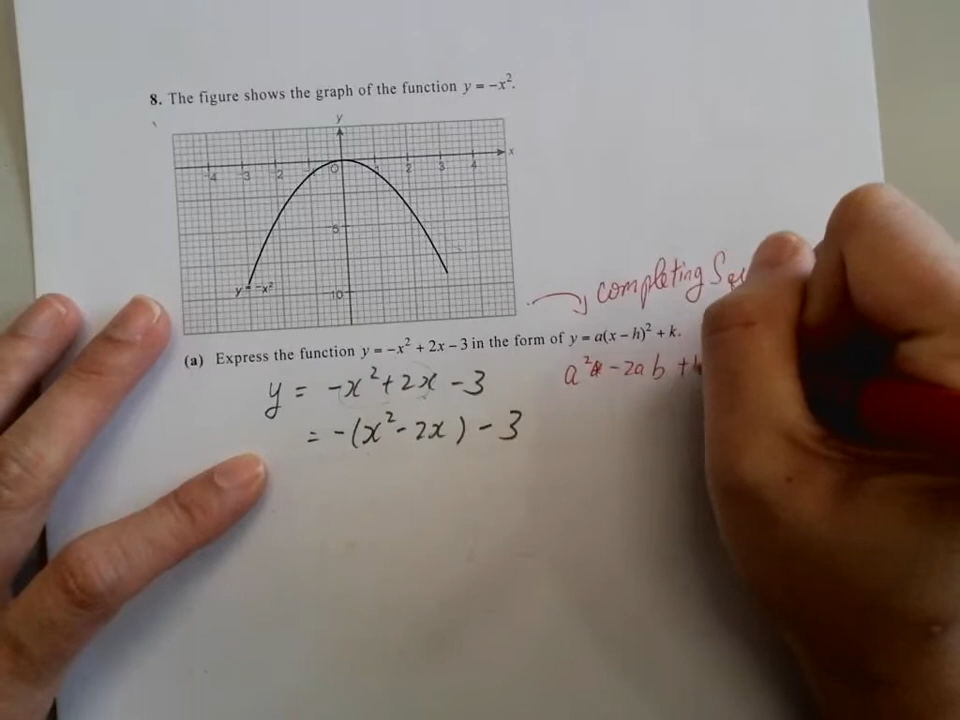 8. The figure shows the graph of the function y = -x².
y
x
-4 -3 -2 -1 O 1 2 3 4
-5
y = -x²
-10
completing
(a) Express the function y = -x² + 2x - 3 in the form of y = a(x - h)² + k.
y = -x² + 2x - 3
a² - 2ab +
= -(x² - 2x) - 3